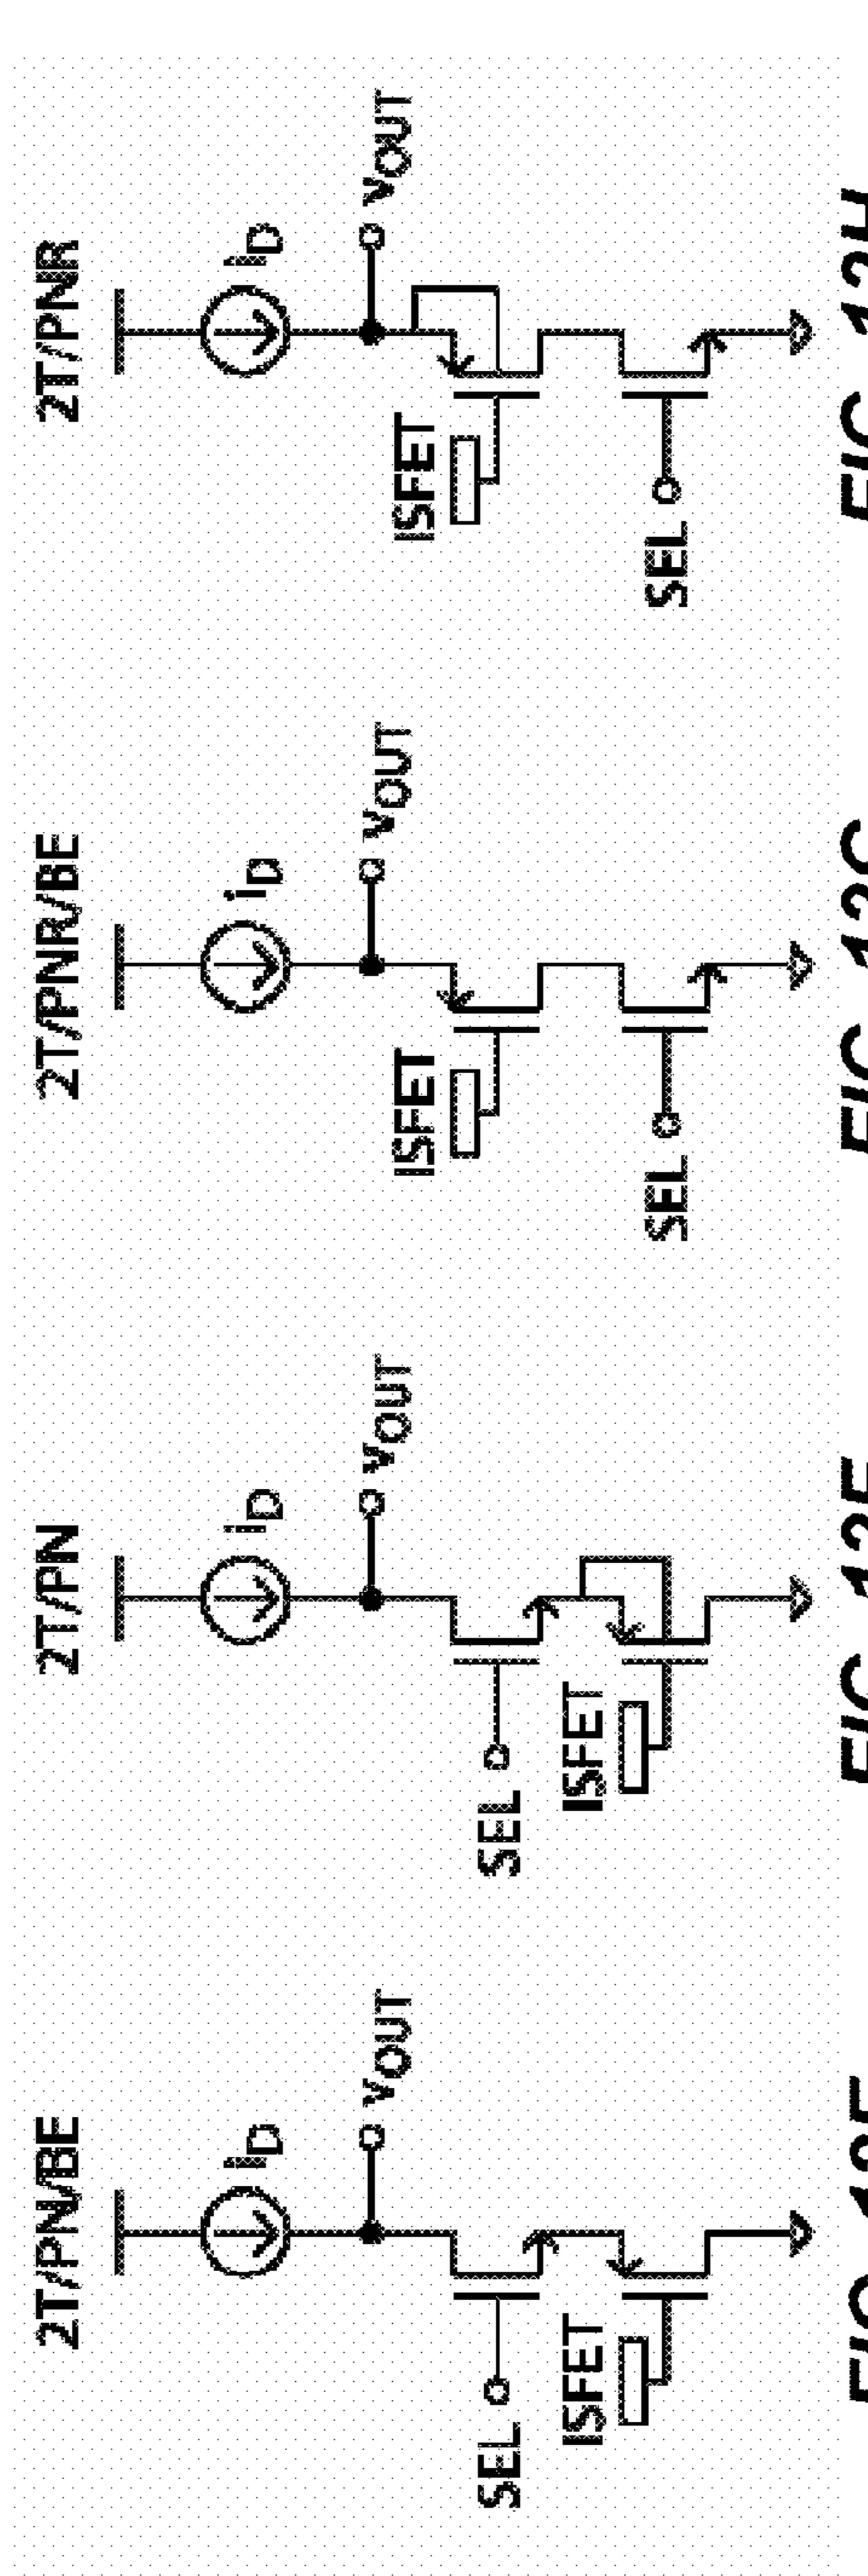 2T/PN/BE
iD
VOUT
SEL
ISFET
2T/PN
iD
VOUT
SEL
ISFET
2T/PNR/BE
iD
VOUT
ISFET
SEL
2T/PNR
iD
VOUT
ISFET
SEL